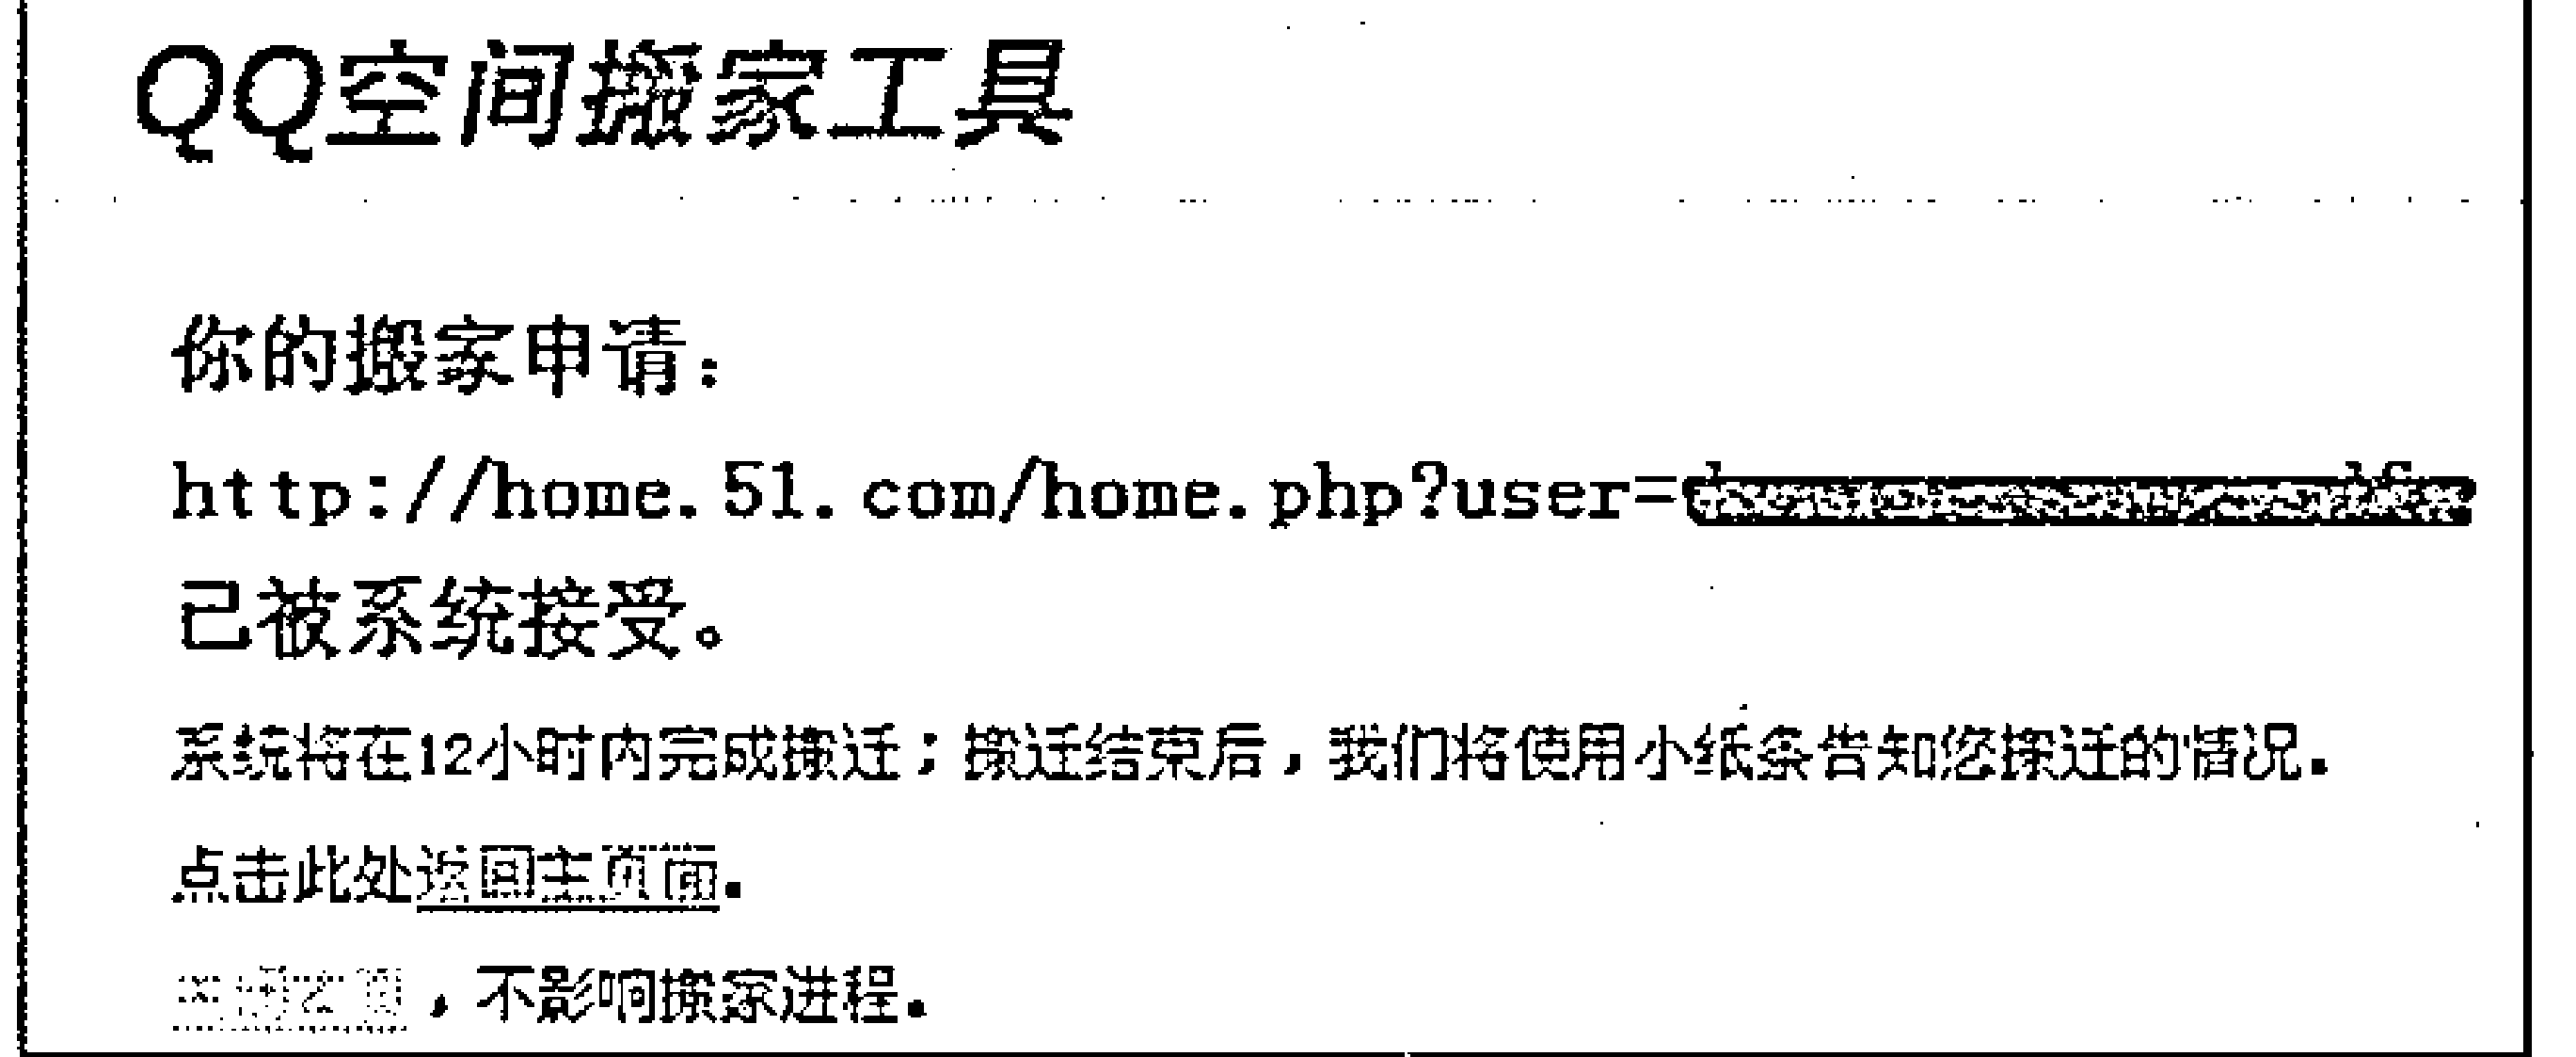 QQ空间搬家工具
你的搬家申请：
http://home.51.com/home.php?user=
已被系统接受。
系统将在12小时内完成搬迁；搬迁结束后，我们将使用小纸条告知您搬迁的情况.
点击此处返回主页面.
，不影响搬家进程.